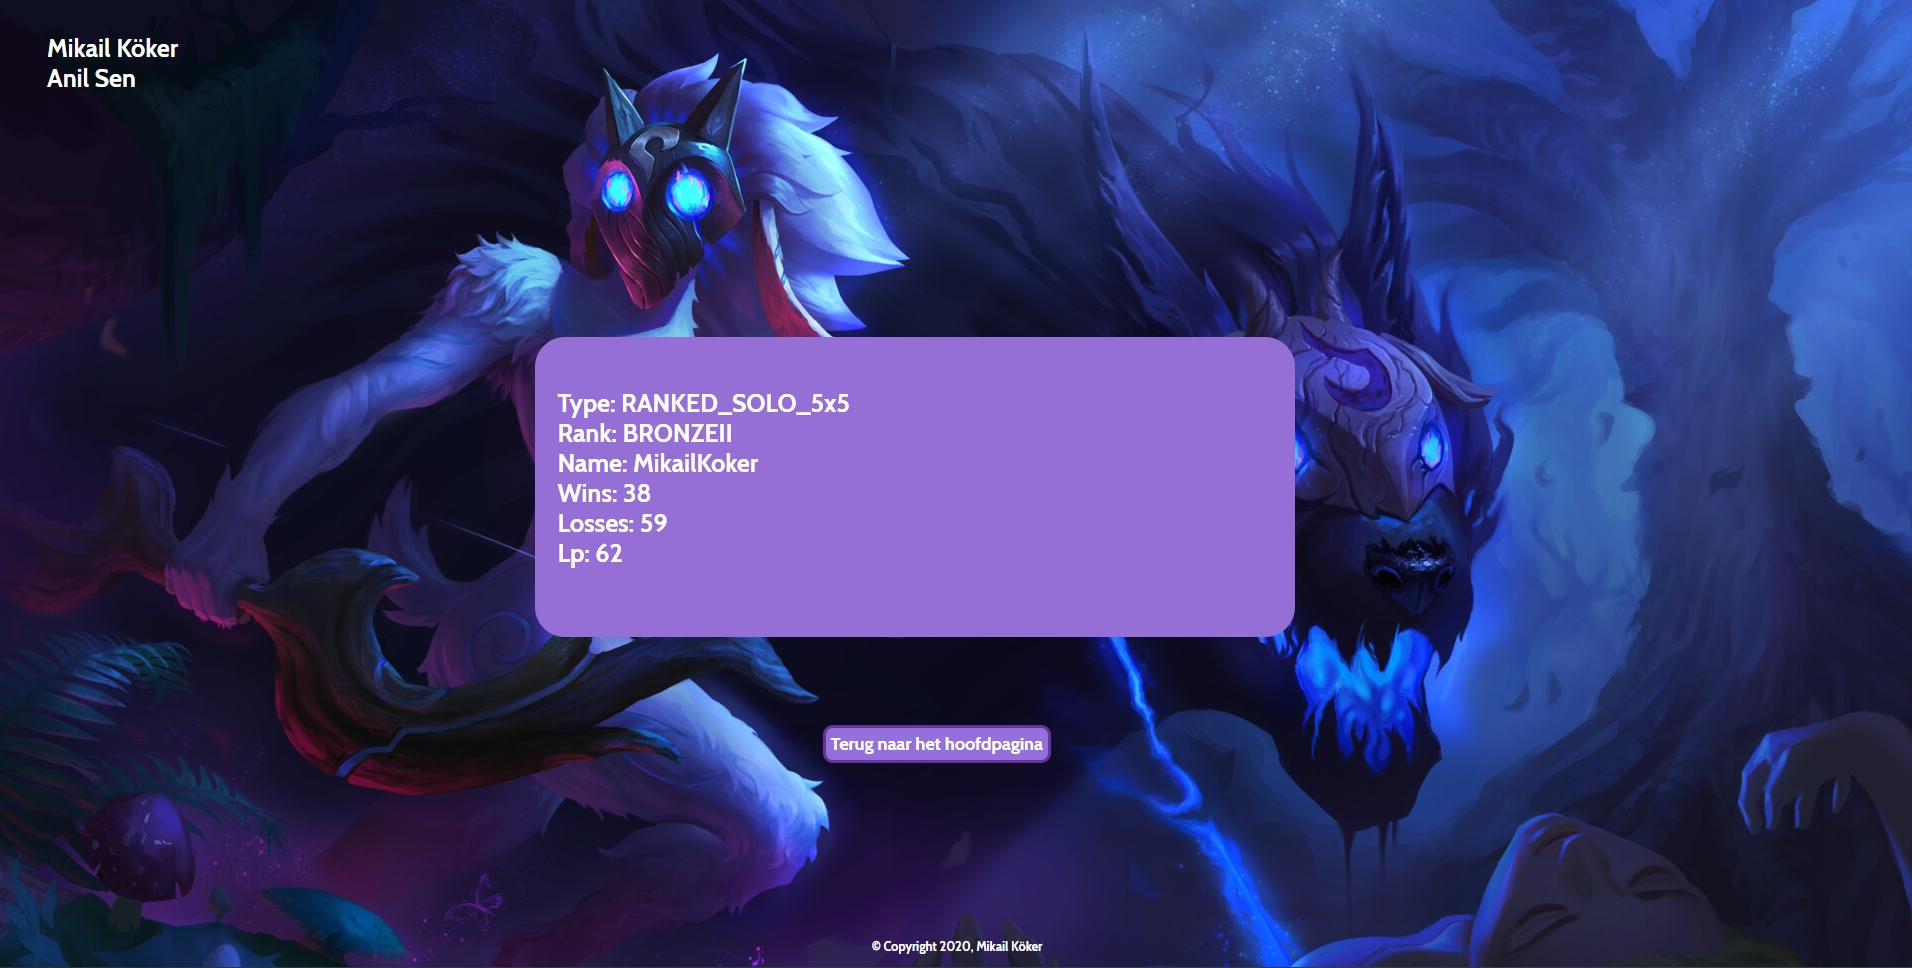 Mikail Köker
Anil Sen
Type: RANKED_SOLO_5x5
Rank: BRONZEII
Name: MikailKoker
Wins: 38
Losses: 59
Lp: 62
Terug naar het hoofdpagina
© Copyright 2020, Mikail Köker